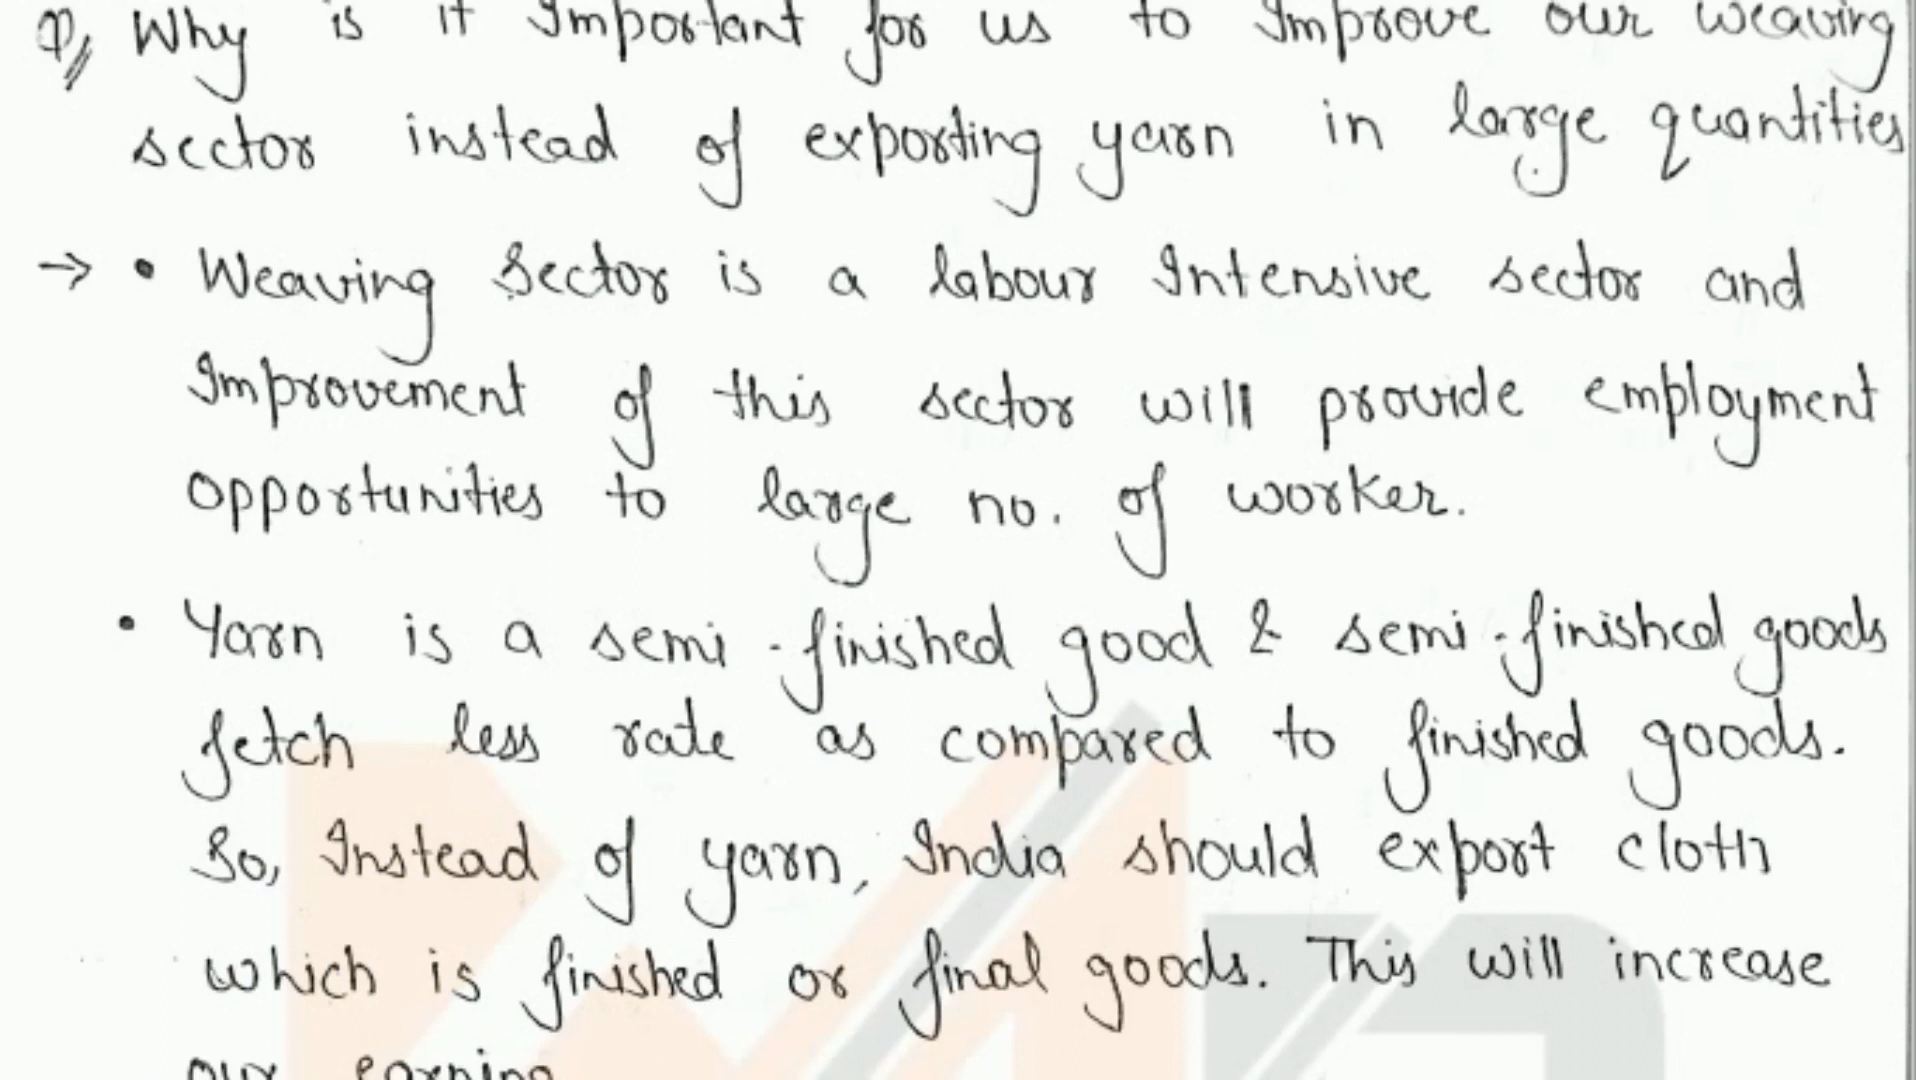 Q, Why is it Important for us to Improve our weaving
sector instead of exporting yarn in large quantities
→ • Weaving Sector is a labour Intensive sector and
Improvement of this sector will provide employment
opportunities to large no. of worker.
• Yarn is a semi-finished good & semi-finished goods
fetch less rate as compared to finished goods.
So, Instead of yarn, India should export cloth
which is finished or final goods. This will increase
our earning